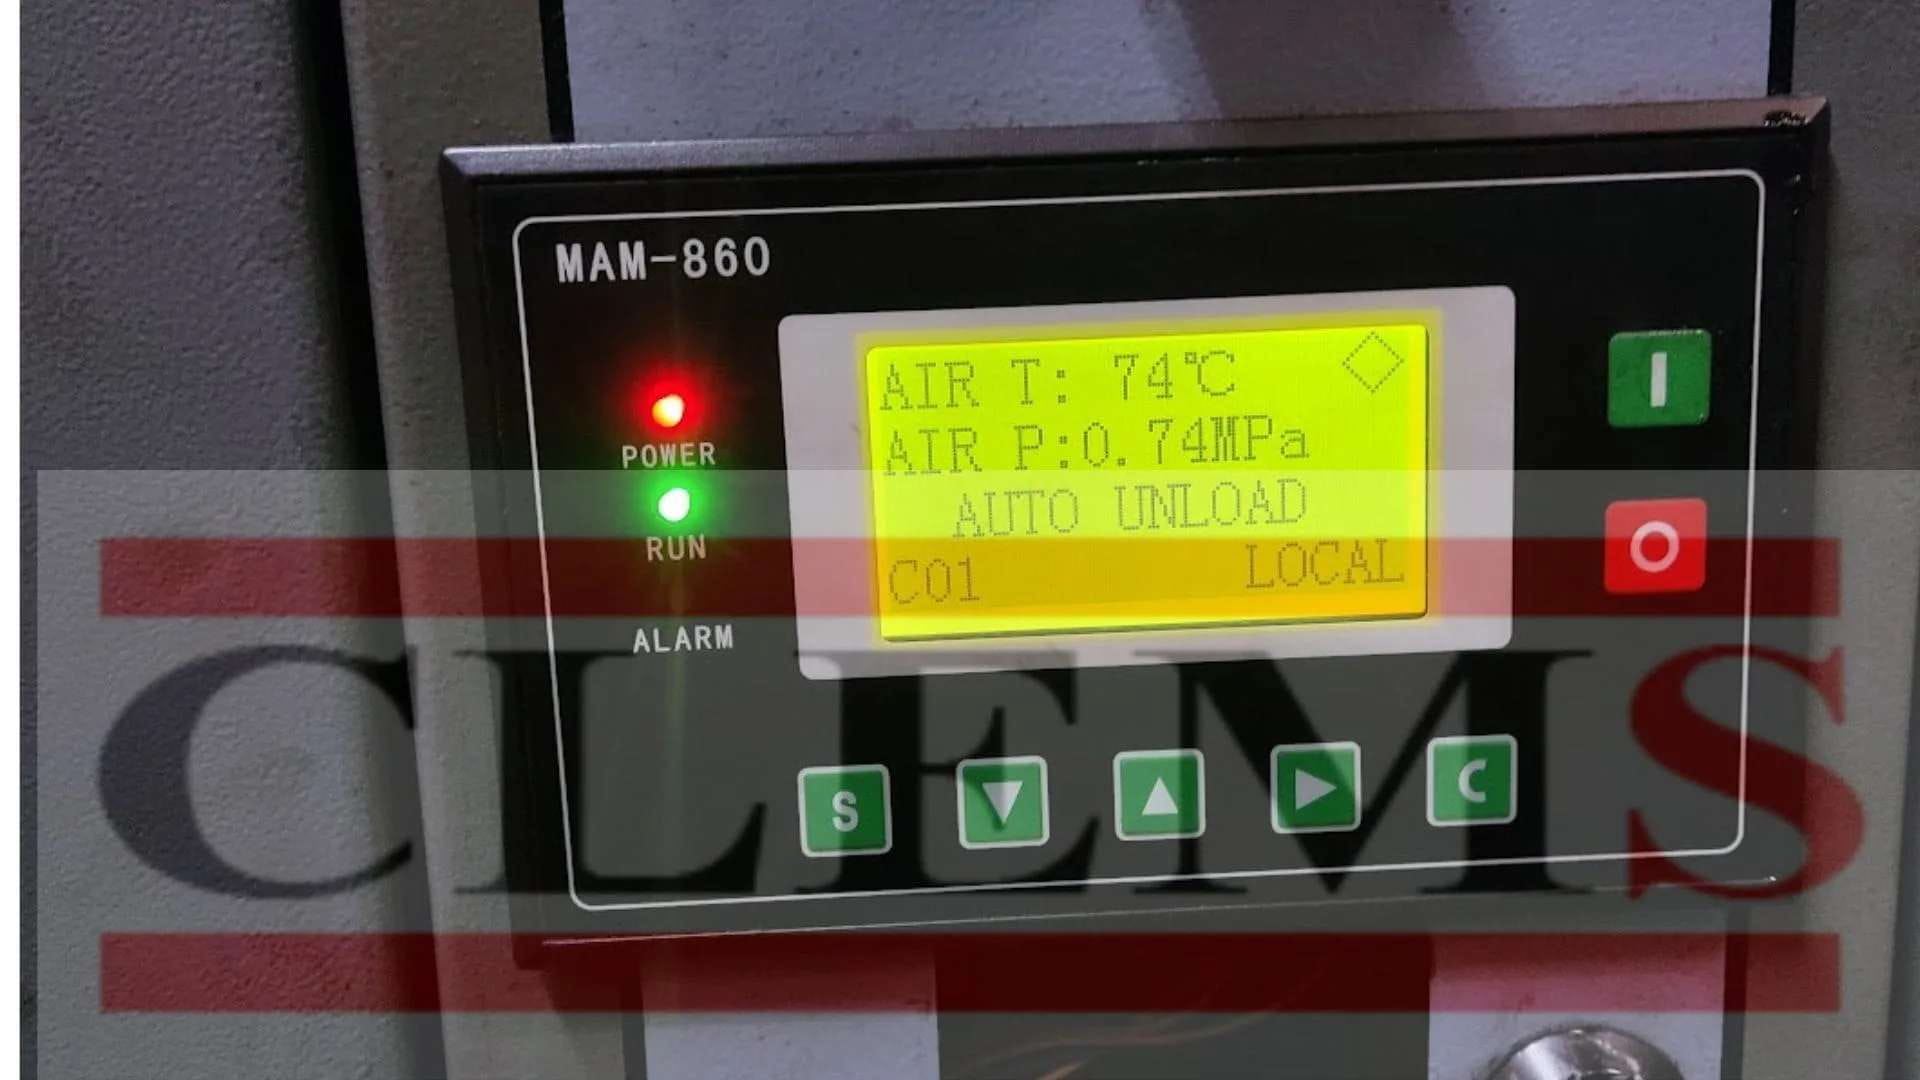 MAM-860
AIR T: 74℃
AIR P:0.74MPa
AUTO UNLOAD
C01 LOCAL
POWER
RUN
ALARM
S
C
CLEMS